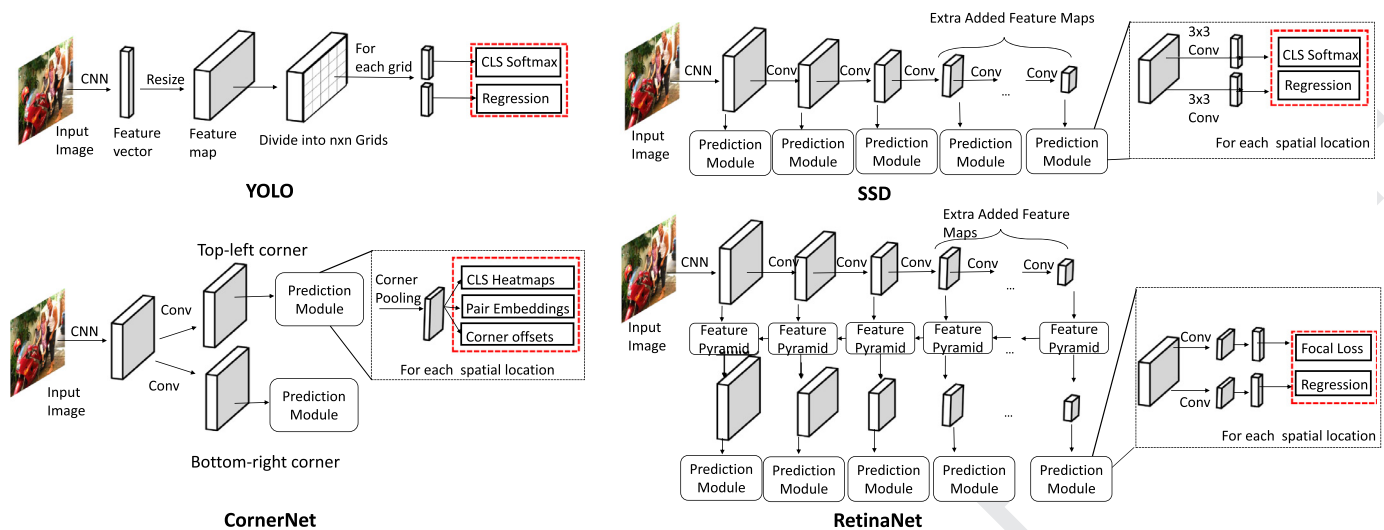 CNN
Resize
For
each grid
CLS Softmax
Regression
Input
Image
Feature
vector
Feature
map
Divide into nxn Grids
YOLO
Extra Added Feature Maps
CNN
Conv
Conv
Conv
Conv
...
Conv
Input
Image
Prediction
Module
Prediction
Module
Prediction
Module
Prediction
Module
Prediction
Module
3x3
Conv
3x3
Conv
CLS Softmax
Regression
For each spatial location
SSD
Top-left corner
CNN
Conv
Conv
Input
Image
Prediction
Module
Prediction
Module
Corner
Pooling
CLS Heatmaps
Pair Embeddings
Corner offsets
For each spatial location
Bottom-right corner
CornerNet
Extra Added Feature
Maps
CNN
Conv
Conv
Conv
Conv
...
Conv
Input
Image
Feature
Pyramid
Feature
Pyramid
Feature
Pyramid
Feature
Pyramid
...
Feature
Pyramid
...
Prediction
Module
Prediction
Module
Prediction
Module
Prediction
Module
Prediction
Module
Conv
Conv
Focal Loss
Regression
For each spatial location
RetinaNet